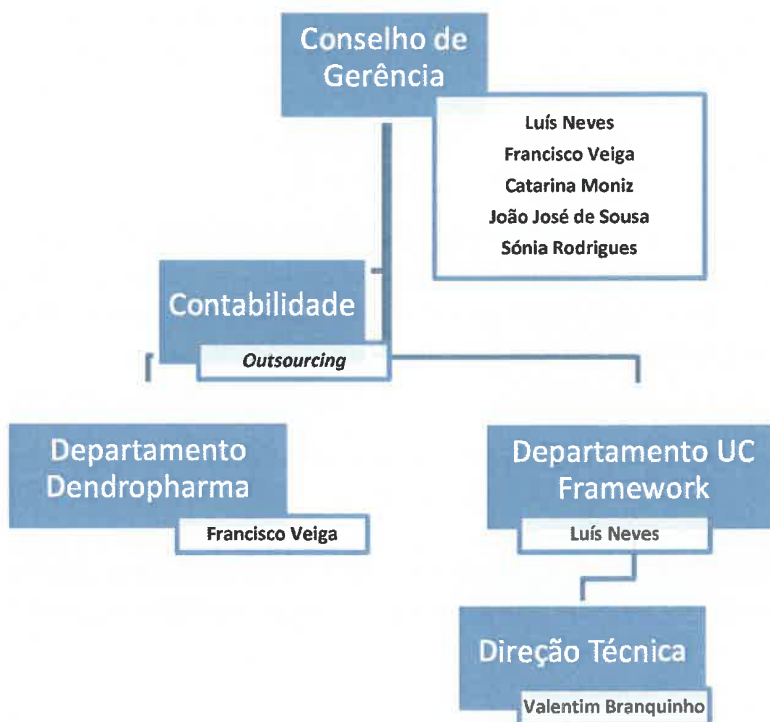 Conselho de
Gerência
Luís Neves
Francisco Veiga
Catarina Moniz
João José de Sousa
Sónia Rodrigues
Contabilidade
Outsourcing
Departamento
Dendropharma
Francisco Veiga
Departamento UC
Framework
Luís Neves
Direção Técnica
Valentim Branquinho